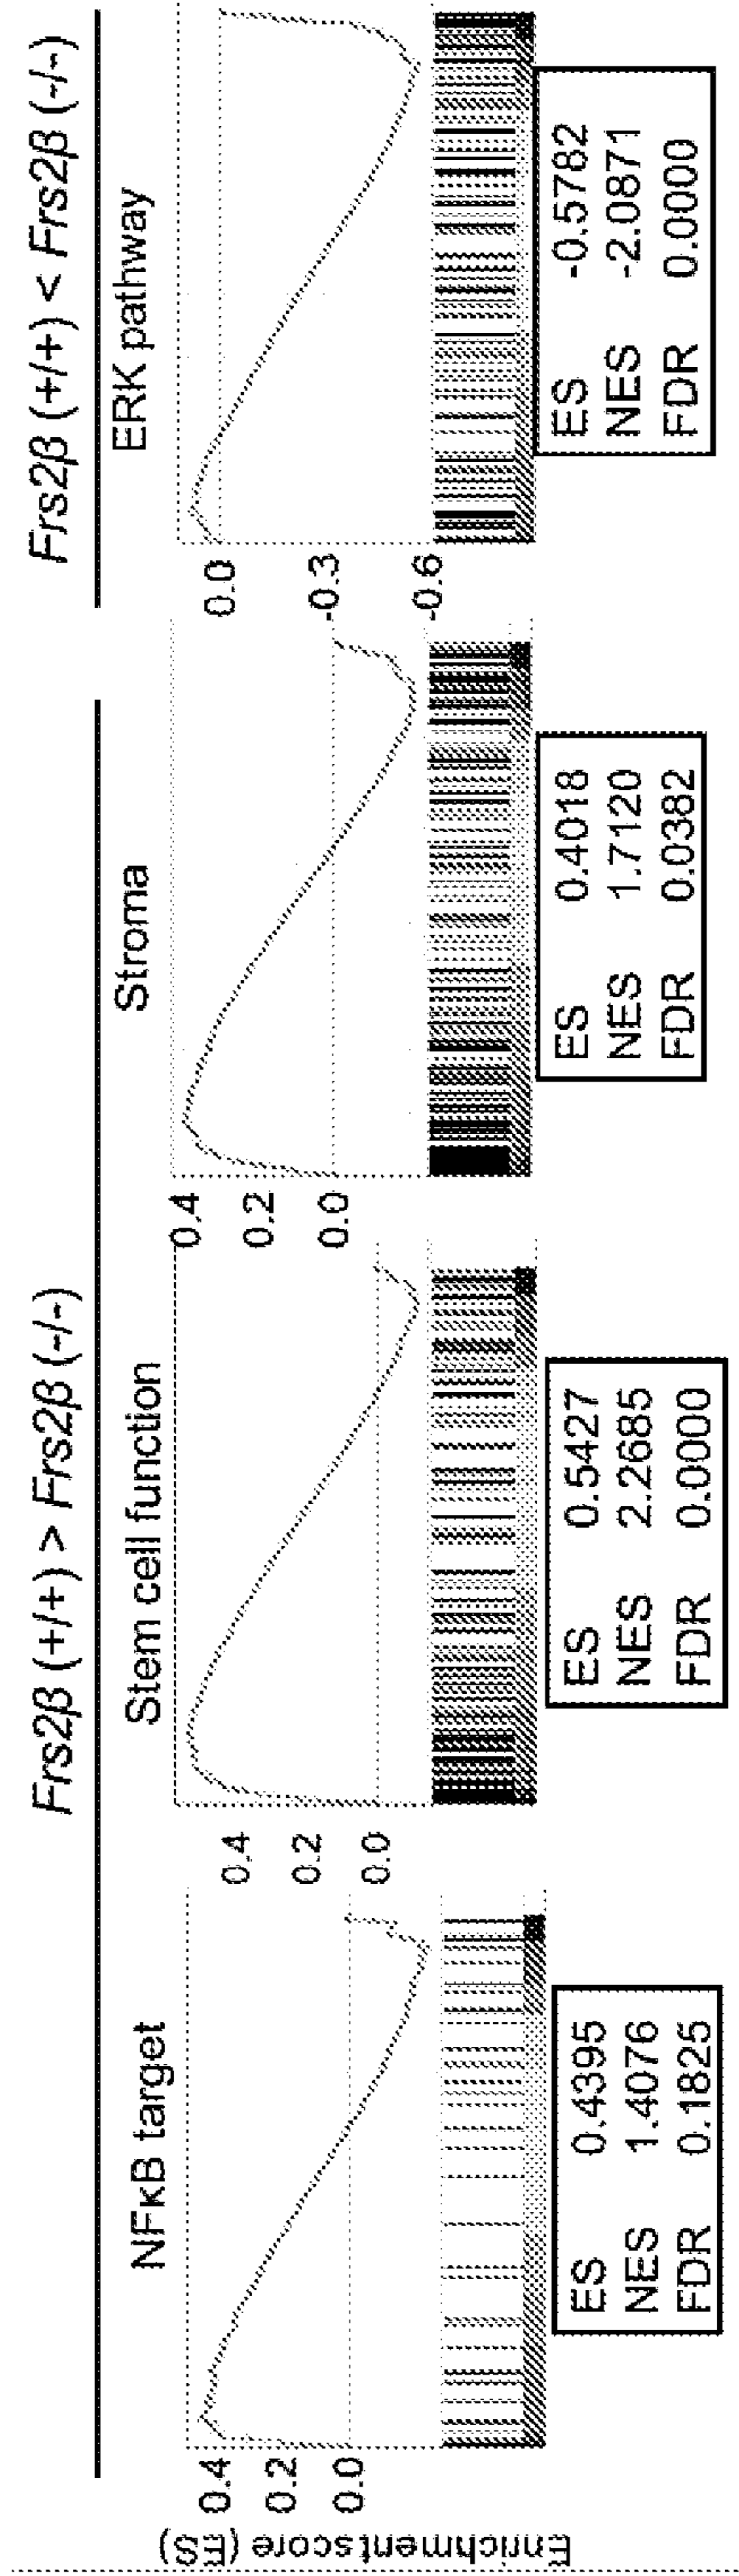 Frs2β (+/+) > Frs2β (-/-)
Frs2β (+/+) < Frs2β (-/-)
Enrichment score (ES)
NFκB target
0.4
0.2
0.0
ES 0.4395
NES 1.4076
FDR 0.1825
Stem cell function
0.4
0.2
0.0
ES 0.5427
NES 2.2685
FDR 0.0000
Stroma
0.4
0.2
0.0
ES 0.4018
NES 1.7120
FDR 0.0382
ERK pathway
0.0
-0.3
-0.6
ES -0.5782
NES -2.0871
FDR 0.0000